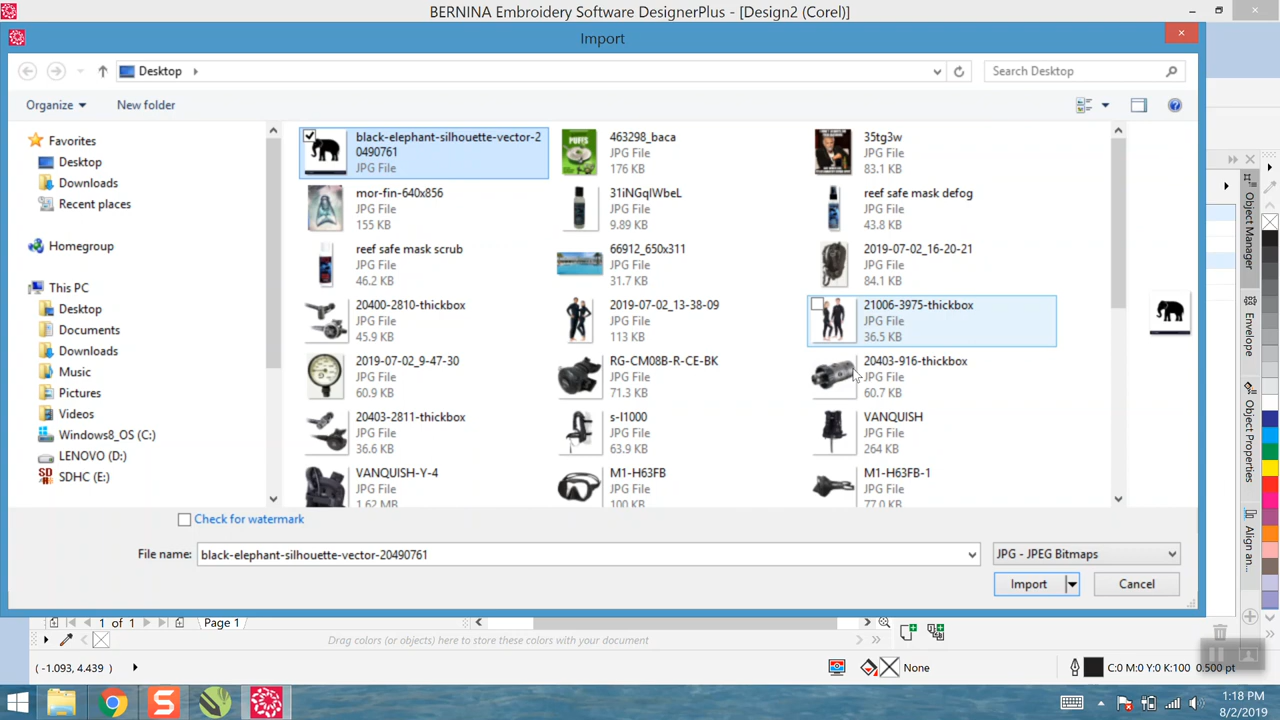 BERNINA Embroidery Software DesignerPlus - [Design2 (Corel)]
Import
Desktop
Search Desktop
Organize
New folder
Favorites
Desktop
Downloads
Recent places
Homegroup
This PC
Desktop
Documents
Downloads
Music
Pictures
Videos
Windows8_OS (C:)
LENOVO (D:)
SDHC (E:)
black-elephant-silhouette-vector-2
0490761
JPG File
463298_baca
JPG File
176 KB
35tg3w
JPG File
83.1 KB
mor-fin-640x856
JPG File
155 KB
31iNGqIWbeL
JPG File
9.89 KB
reef safe mask defog
JPG File
43.8 KB
reef safe mask scrub
JPG File
46.2 KB
66912_650x311
JPG File
31.7 KB
2019-07-02_16-20-21
JPG File
84.1 KB
20400-2810-thickbox
JPG File
45.9 KB
2019-07-02_13-38-09
JPG File
113 KB
21006-3975-thickbox
JPG File
36.5 KB
2019-07-02_9-47-30
JPG File
60.9 KB
RG-CM08B-R-CE-BK
JPG File
71.3 KB
20403-916-thickbox
JPG File
60.7 KB
20403-2811-thickbox
JPG File
36.6 KB
s-l1000
JPG File
63.9 KB
VANQUISH
JPG File
264 KB
VANQUISH-Y-4
JPG File
1.62 MB
M1-H63FB
JPG File
100 KB
M1-H63FB-1
JPG File
77.0 KB
Check for watermark
File name:
black-elephant-silhouette-vector-20490761
JPG - JPEG Bitmaps
Import
Cancel
Object Manager
Envelope
Object Properties
Align an...
1 of 1
Page 1
Drag colors (or objects) to store these colors with your document
(-1.093, 4.439 )
None
C:0 M:0 Y:0 K:100 0.500 pt
1:18 PM
8/2/2019